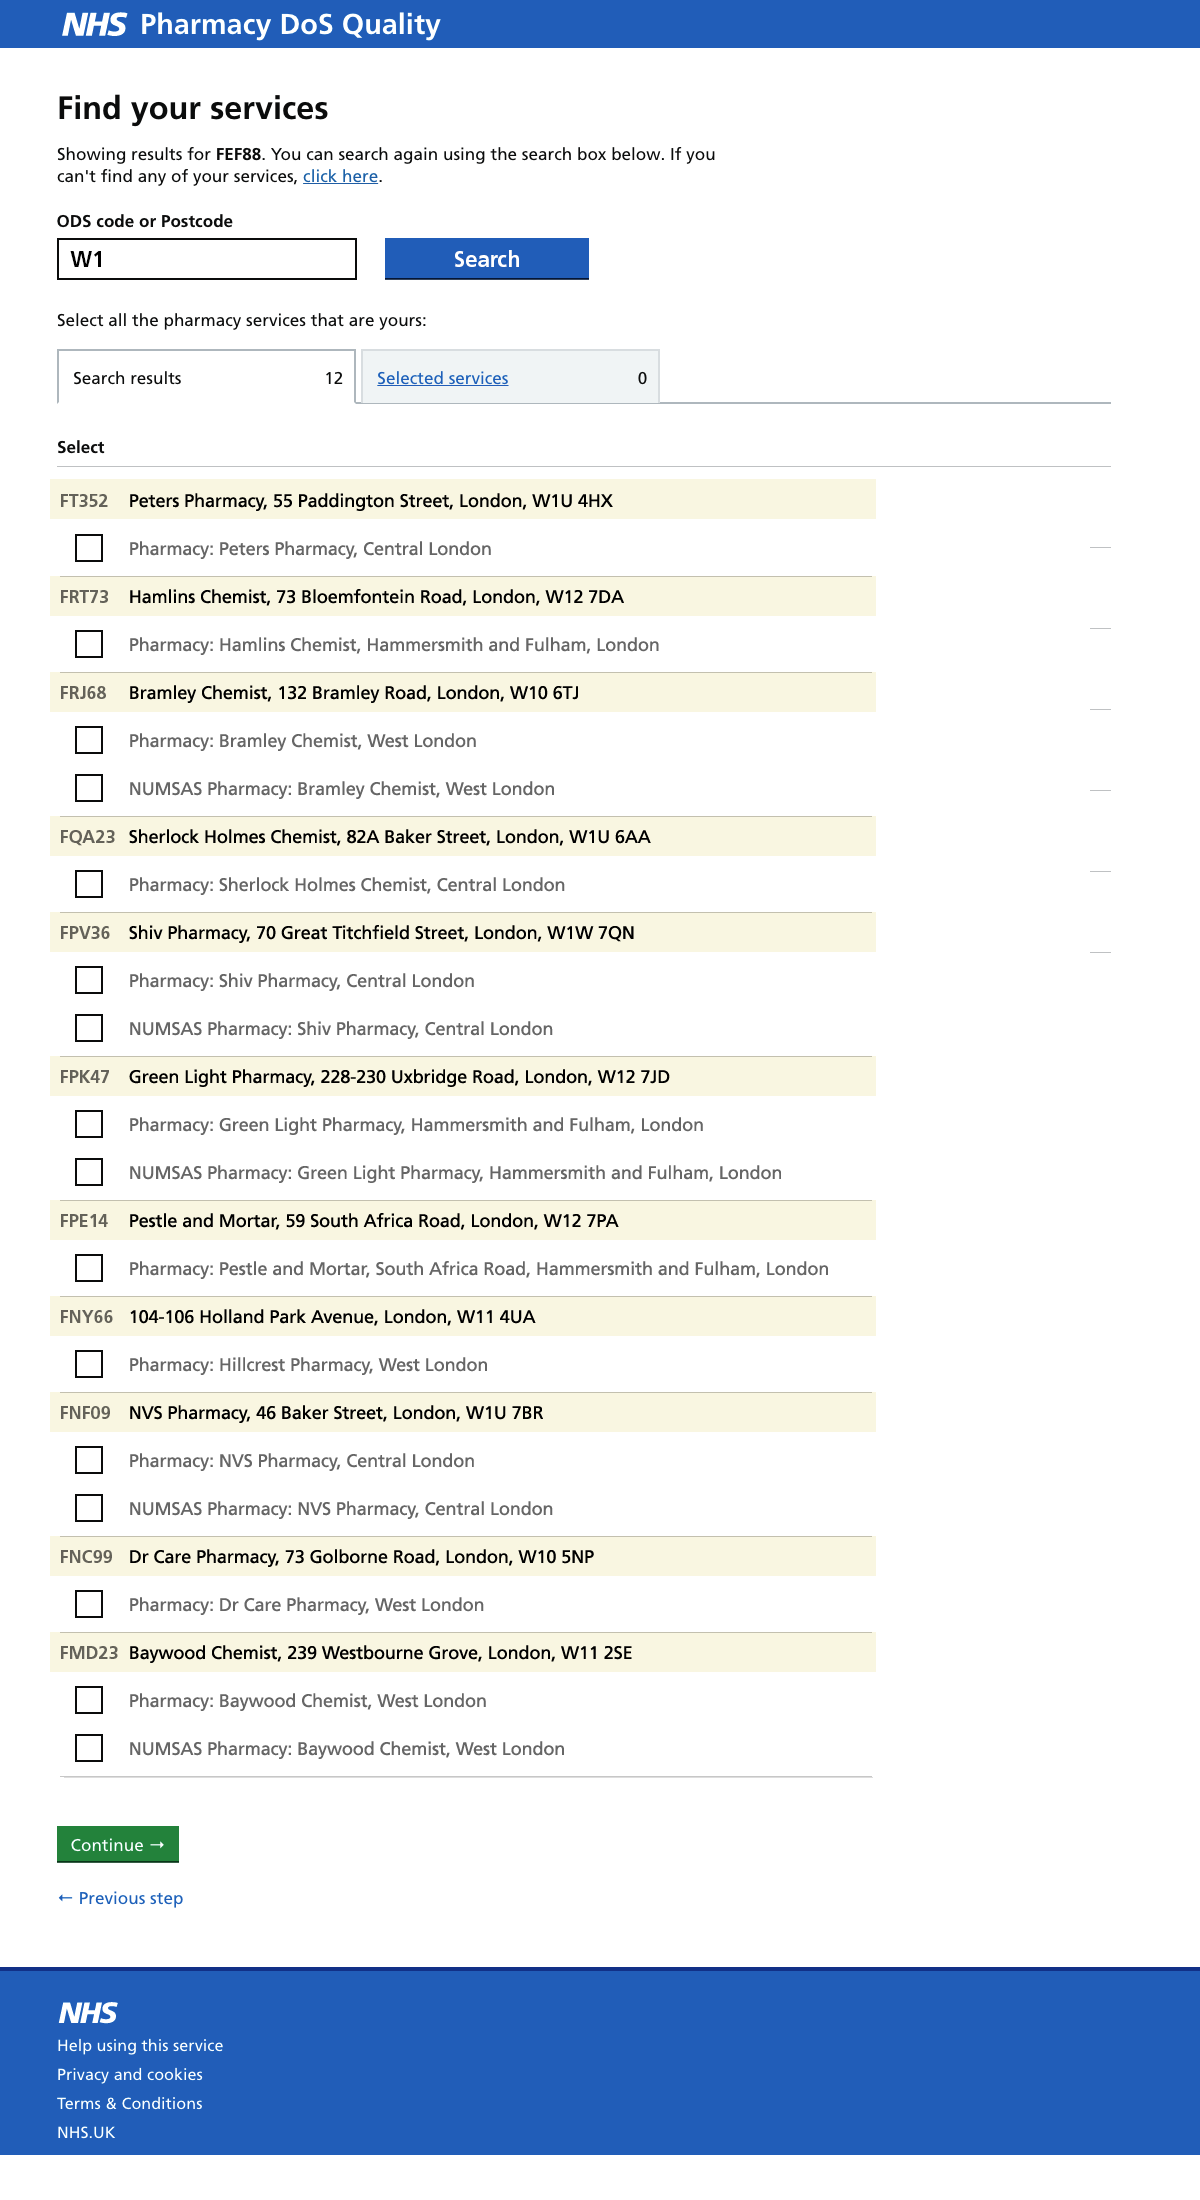 NHS Pharmacy DoS Quality
Find your services
Showing results for FEF88. You can search again using the search box below. If you
can't find any of your services, click here.
ODS code or Postcode
W1
Search
Select all the pharmacy services that are yours:
Search results 12 Selected services 0
Select
FT352 Peters Pharmacy, 55 Paddington Street, London, W1U 4HX
Pharmacy: Peters Pharmacy, Central London
FRT73 Hamlins Chemist, 73 Bloemfontein Road, London, W12 7DA
Pharmacy: Hamlins Chemist, Hammersmith and Fulham, London
FRJ68 Bramley Chemist, 132 Bramley Road, London, W10 6TJ
Pharmacy: Bramley Chemist, West London
NUMSAS Pharmacy: Bramley Chemist, West London
FQA23 Sherlock Holmes Chemist, 82A Baker Street, London, W1U 6AA
Pharmacy: Sherlock Holmes Chemist, Central London
FPV36 Shiv Pharmacy, 70 Great Titchfield Street, London, W1W 7QN
Pharmacy: Shiv Pharmacy, Central London
NUMSAS Pharmacy: Shiv Pharmacy, Central London
FPK47 Green Light Pharmacy, 228-230 Uxbridge Road, London, W12 7JD
Pharmacy: Green Light Pharmacy, Hammersmith and Fulham, London
NUMSAS Pharmacy: Green Light Pharmacy, Hammersmith and Fulham, London
FPE14 Pestle and Mortar, 59 South Africa Road, London, W12 7PA
Pharmacy: Pestle and Mortar, South Africa Road, Hammersmith and Fulham, London
FNY66 104-106 Holland Park Avenue, London, W11 4UA
Pharmacy: Hillcrest Pharmacy, West London
FNF09 NVS Pharmacy, 46 Baker Street, London, W1U 7BR
Pharmacy: NVS Pharmacy, Central London
NUMSAS Pharmacy: NVS Pharmacy, Central London
FNC99 Dr Care Pharmacy, 73 Golborne Road, London, W10 5NP
Pharmacy: Dr Care Pharmacy, West London
FMD23 Baywood Chemist, 239 Westbourne Grove, London, W11 2SE
Pharmacy: Baywood Chemist, West London
NUMSAS Pharmacy: Baywood Chemist, West London
Continue →
← Previous step
NHS
Help using this service
Privacy and cookies
Terms & Conditions
NHS.UK